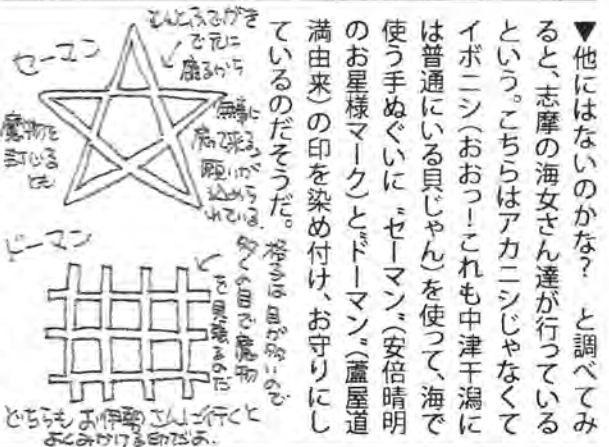 ▼他にはないのかな？　と調べてみ
ると、志摩の海女さん達が行っている
という。こちらはアカニシじゃなくて
イボニシ（おおっ！これも中津干潟に
は普通にいる貝じゃん）を使って、海で
使う手ぬぐいに〝セーマン〟（安倍晴明
のお星様マーク）と〝ドーマン〟（蘆屋道
満由来）の印を染め付け、お守りにし
ているのだそうだ。
セーマン
ひとふでがき
で元に
戻るから
無事に
戻って来る、
願いが
込めら
れている。
魔物を
封じる
とも
ドーマン
格子は目が多いので
多くの目で魔物
を見張るのだ
どちらもお伊勢さんに行くと
よくみかける印だよ。